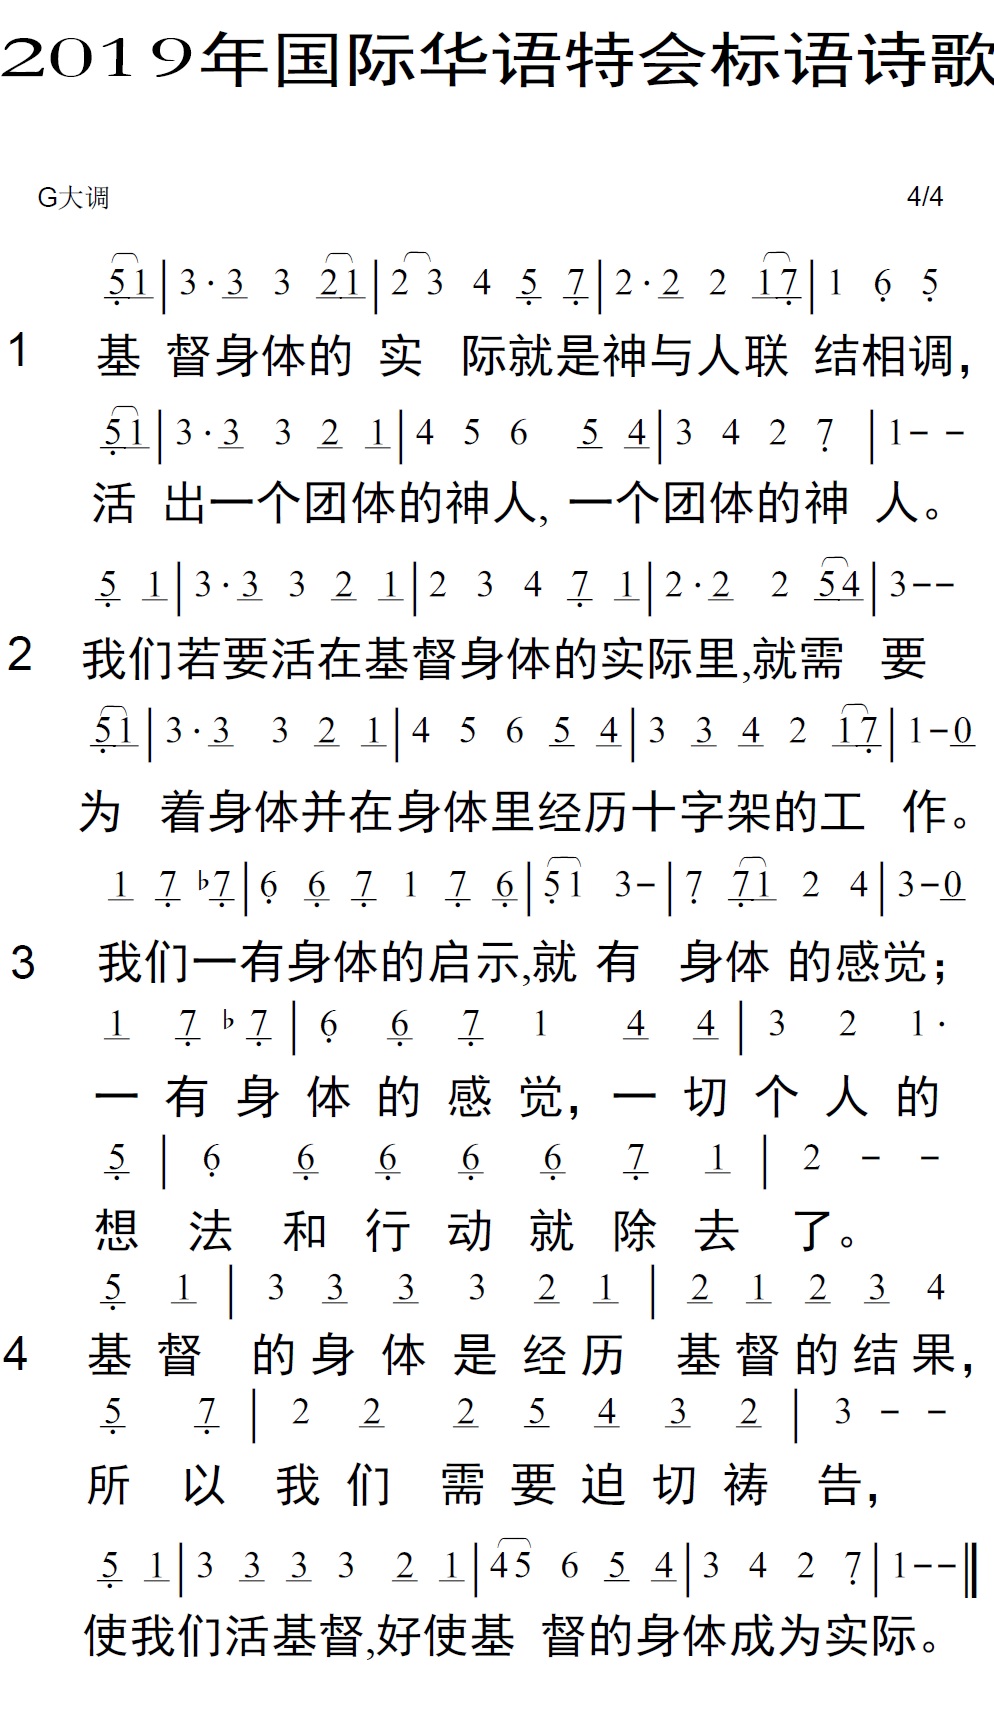 2019年国际华语特会标语诗歌
G大调 4/4
51|3·3 3 21|2 3 4 5 7|2·2 2 17|1 6 5
1 基 督身体的 实 际就是神与人联 结相调，
51|3·3 3 2 1|4 5 6 5 4|3 4 2 7 |1- -
活 出一个团体的神人, 一个团体的神 人。
5 1|3·3 3 2 1|2 3 4 7 1|2·2 2 54|3--
2 我们若要活在基督身体的实际里,就需 要
51|3·3 3 2 1|4 5 6 5 4|3 3 4 2 17|1-0
为 着身体并在身体里经历十字架的工 作。
1 7 ♭7|6 6 7 1 7 6|51 3-|7 71 2 4|3-0
3 我们一有身体的启示,就 有 身体 的感觉；
1 7 ♭7|6 6 7 1 4 4|3 2 1·
一 有 身 体 的 感 觉，一 切 个 人 的
5|6 6 6 6 6 7 1|2 - -
想 法 和 行 动 就 除 去 了。
5 1|3 3 3 3 2 1|2 1 2 3 4
4 基 督 的 身 体 是 经 历 基 督 的 结 果，
5 7|2 2 2 5 4 3 2|3 - -
所 以 我 们 需 要 迫 切 祷 告，
5 1|3 3 3 3 2 1|45 6 5 4|3 4 2 7|1--‖
使我们活基督,好使基 督的身体成为实际。